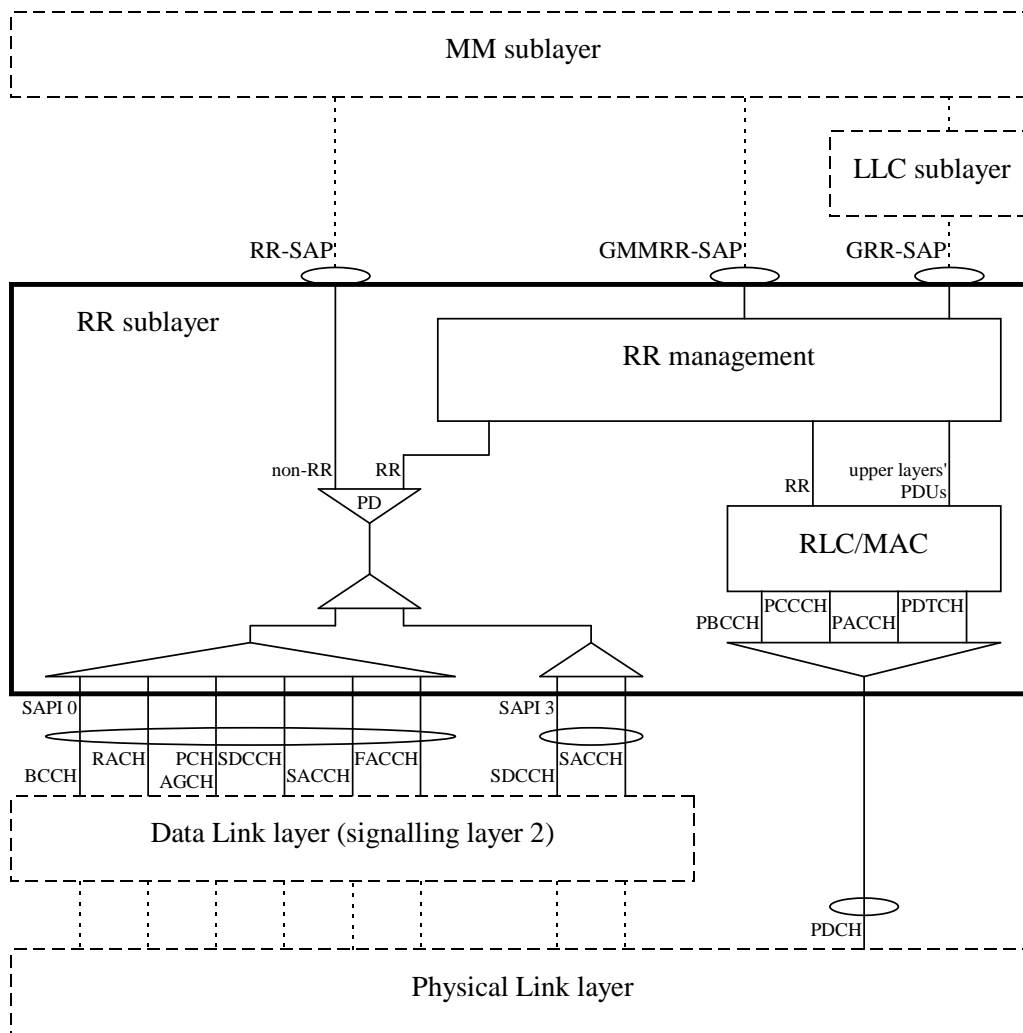 MM sublayer
LLC sublayer
RR-SAP
GMMRR-SAP
GRR-SAP
RR sublayer
RR management
non-RR
RR
PD
RR
upper layers'
PDUs
RLC/MAC
PBCCH
PCCCH
PACCH
PDTCH
SAPI 0
SAPI 3
BCCH
RACH
PCH
AGCH
SDCCH
SACCH
FACCH
SDCCH
SACCH
Data Link layer (signalling layer 2)
PDCH
Physical Link layer